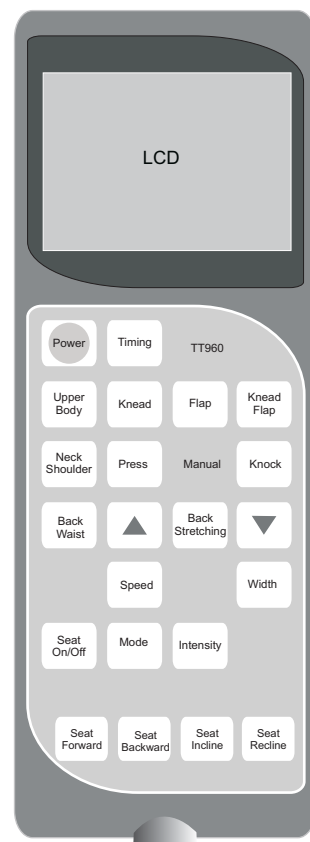 LCD
Power
Timing
TT960
Upper
Body
Knead
Flap
Knead
Flap
Neck
Shoulder
Press
Manual
Knock
Back
Waist
Back
Stretching
Speed
Width
Seat
On/Off
Mode
Intensity
Seat
Forward
Seat
Backward
Seat
Incline
Seat
Recline